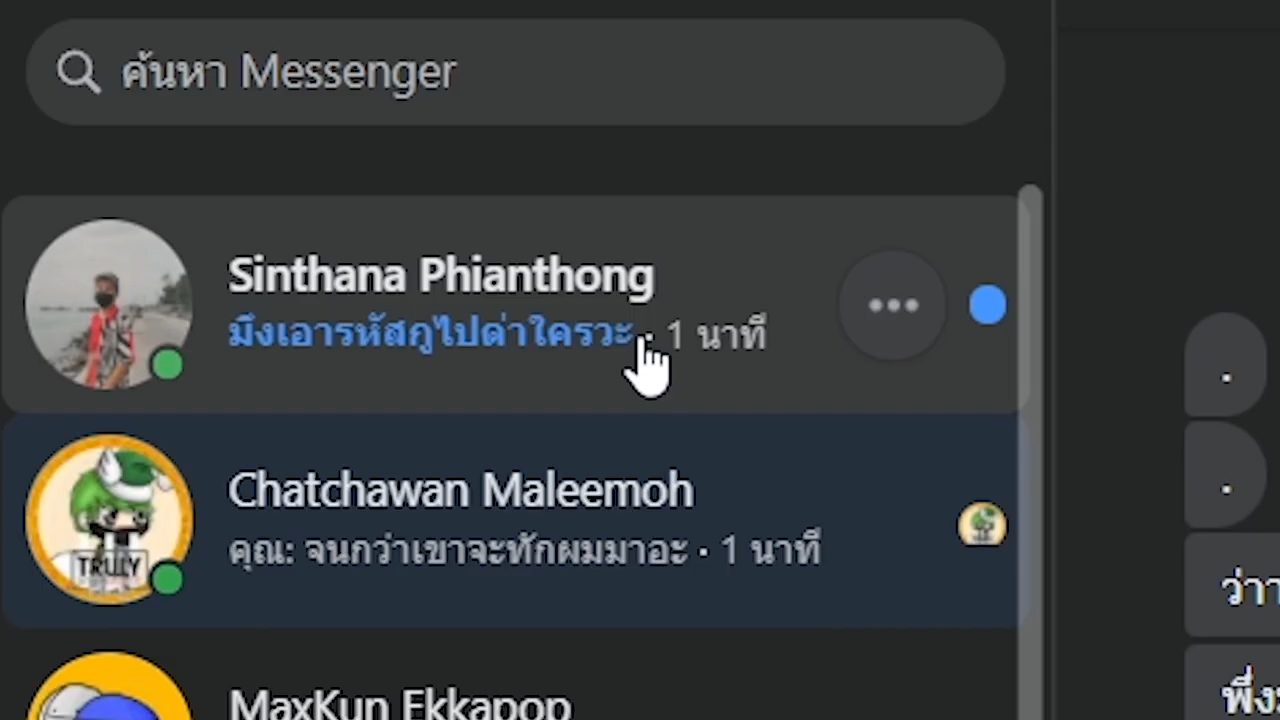 ค้นหา Messenger
Sinthana Phianthong
มึงเอารหัสกูไปด่าใครวะ · 1 นาที
Chatchawan Maleemoh
คุณ: จนกว่าเขาจะทักผมมาอะ · 1 นาที
TRULY
MaxKun Ekkapop
.
.